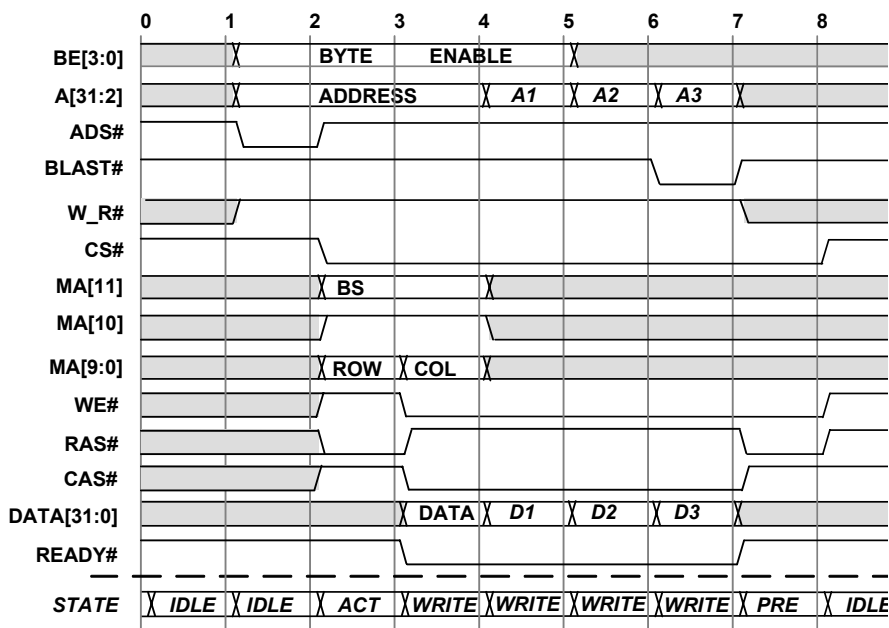 0 1 2 3 4 5 6 7 8
BE[3:0] BYTE ENABLE
A[31:2] ADDRESS A1 A2 A3
ADS#
BLAST#
W_R#
CS#
MA[11] BS
MA[10]
MA[9:0] ROW COL
WE#
RAS#
CAS#
DATA[31:0] DATA D1 D2 D3
READY#
STATE IDLE IDLE ACT WRITE WRITE WRITE WRITE PRE IDLE